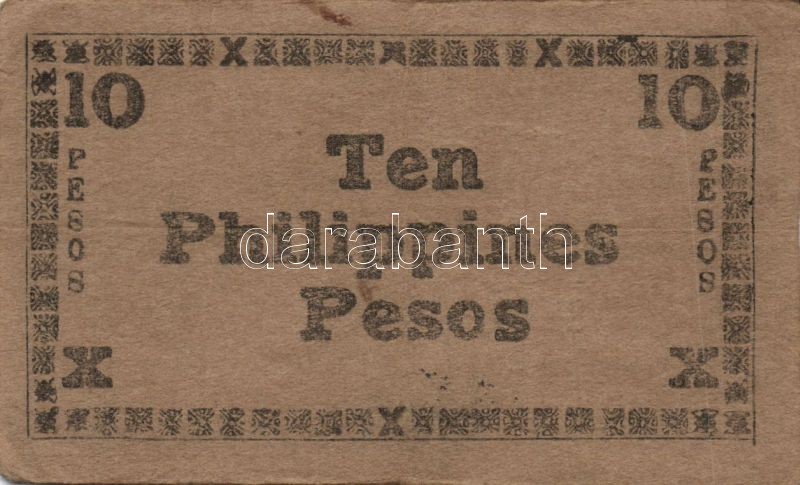 X X
10 10
Ten
PESOS PESOS
Philippines
darabanth
Pesos
X X
X